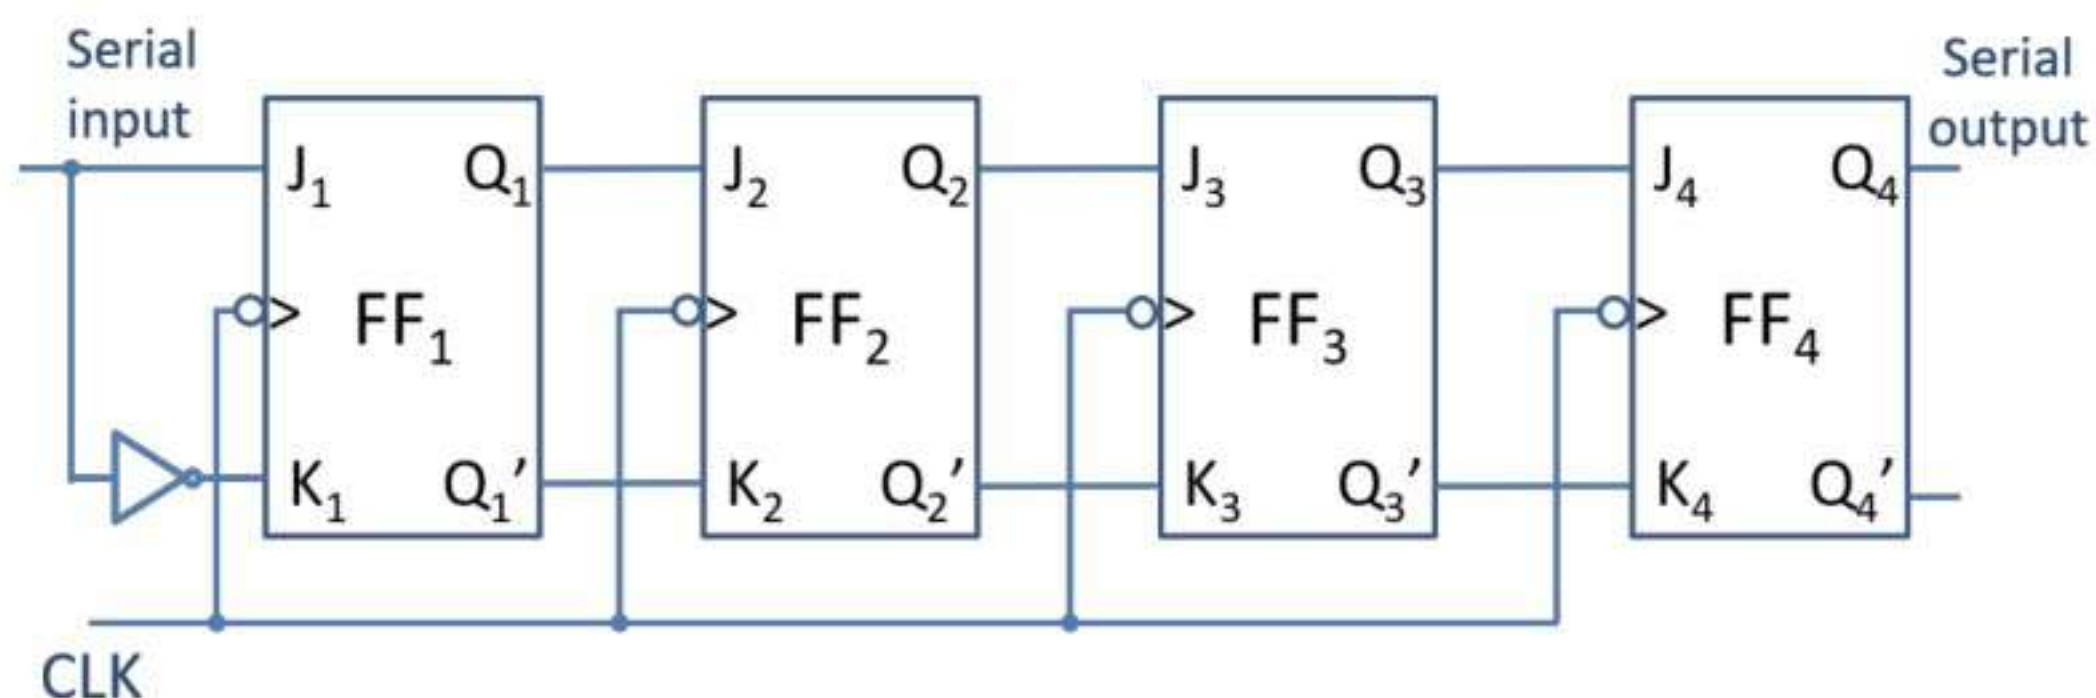 Serial
input
Serial
output
J₁ Q₁ J₂ Q₂ J₃ Q₃ J₄ Q₄
> FF₁ > FF₂ > FF₃ > FF₄
K₁ Q₁’ K₂ Q₂’ K₃ Q₃’ K₄ Q₄’
CLK